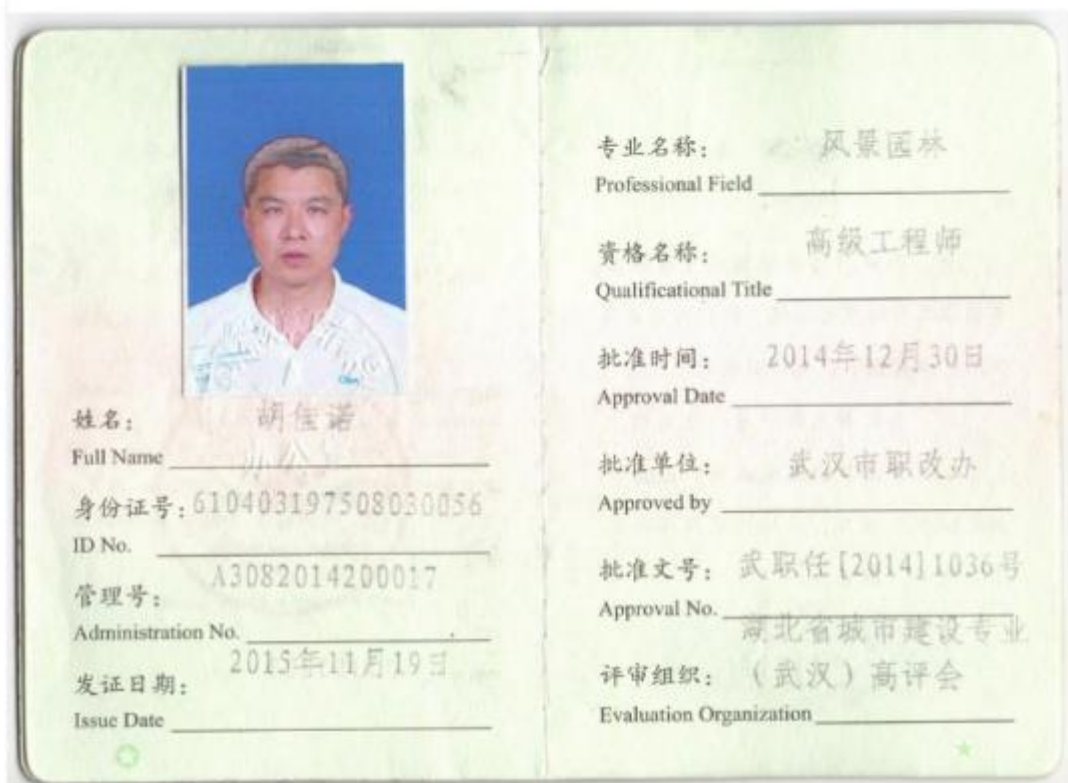 姓名： 胡佳诺
Full Name
身份证号：610403197508030056
ID No.
管理号： A3082014200017
Administration No.
发证日期： 2015年11月19日
Issue Date
专业名称： 风景园林
Professional Field
资格名称： 高级工程师
Qualificational Title
批准时间： 2014年12月30日
Approval Date
批准单位： 武汉市职改办
Approved by
批准文号： 武职任[2014]1036号
Approval No.
湖北省城市建设专业
评审组织： （武汉）高评会
Evaluation Organization